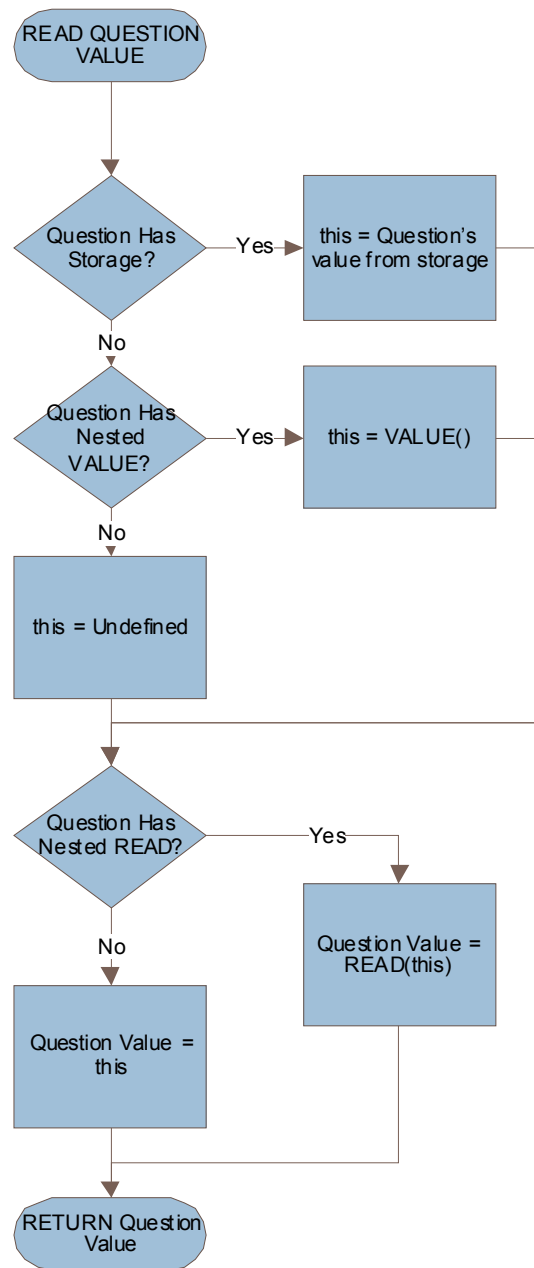 READ QUESTION
VALUE
Question Has
Storage?
Yes
this = Question's
value from storage
No
Question Has
Nested
VALUE?
Yes
this = VALUE()
No
this = Undefined
Question Has
Nested READ?
Yes
No
Question Value =
READ(this)
Question Value =
this
RETURN Question
Value